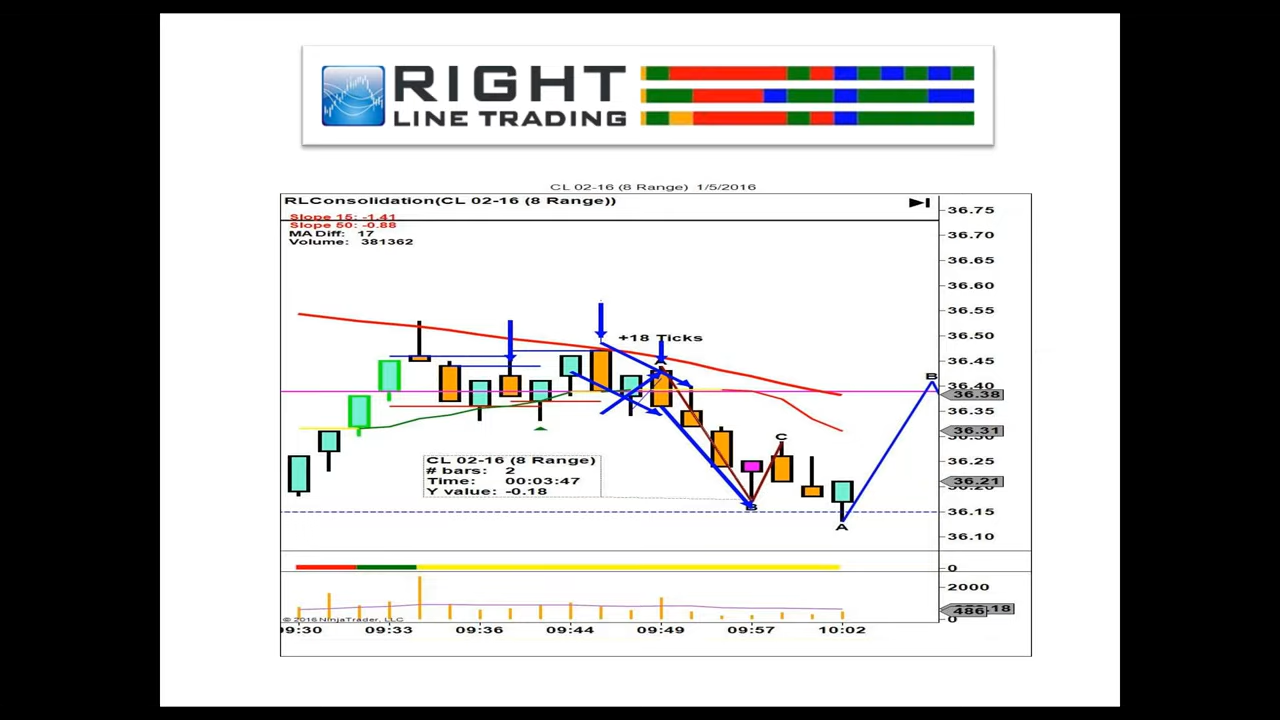 RIGHT
LINE TRADING
CL 02-16 (8 Range) 1/5/2016
RLConsolidation(CL 02-16 (8 Range))
Slope 15: -1.41
Slope 50: -0.88
MA Diff: 17
Volume: 381362
36.75
36.70
36.65
36.60
36.55
36.50
+18 Ticks
36.45
A
B
36.40
36.38
36.35
36.31
36.30
C
36.25
CL 02-16 (8 Range)
# bars: 2
Time: 00:03:47
Y value: -0.18
36.21
36.20
B
36.15
A
36.10
0
2000
486
0
© 2016 NinjaTrader, LLC
09:30 09:33 09:36 09:44 09:49 09:57 10:02